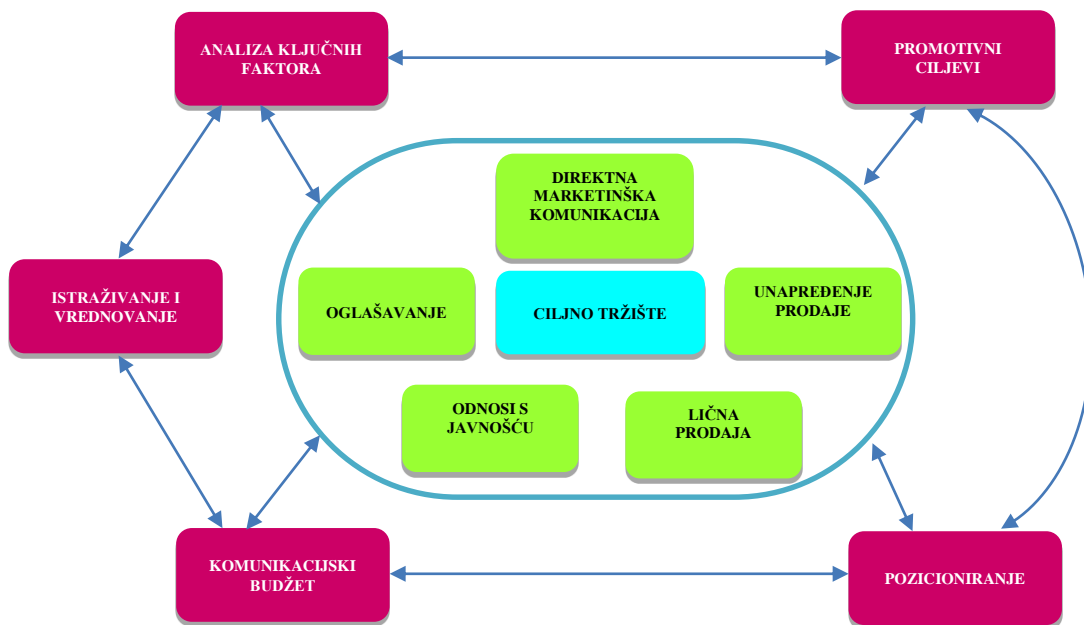 ANALIZA KLJUČNIH
FAKTORA
PROMOTIVNI
CILJEVI
DIREKTNA
MARKETINŠKA
KOMUNIKACIJA
ISTRAŽIVANJE I
VREDNOVANJE
OGLAŠAVANJE
CILJNO TRŽIŠTE
UNAPREĐENJE
PRODAJE
ODNOSI S
JAVNOŠĆU
LIČNA
PRODAJA
KOMUNIKACIJSKI
BUDŽET
POZICIONIRANJE